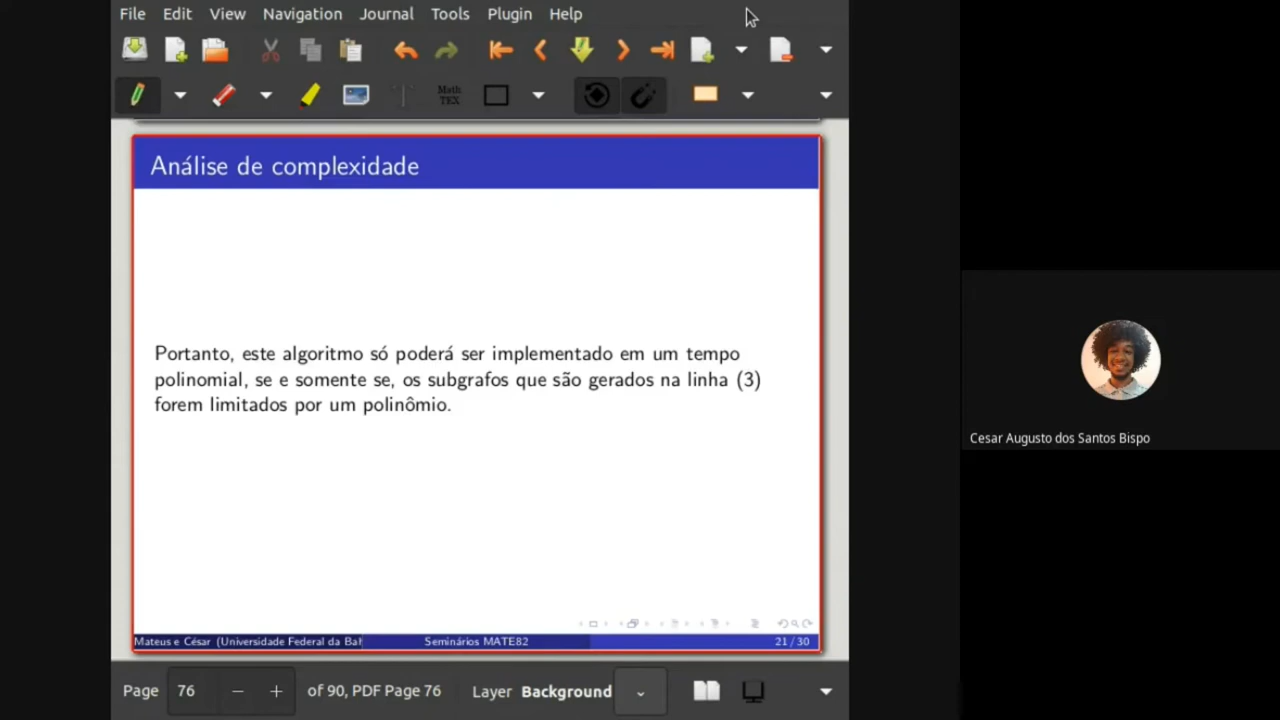 File Edit View Navigation Journal Tools Plugin Help
Math
TEX
Análise de complexidade
Portanto, este algoritmo só poderá ser implementado em um tempo
polinomial, se e somente se, os subgrafos que são gerados na linha (3)
forem limitados por um polinômio.
Mateus e César (Universidade Federal da Bah Seminários MATE82 21 / 30
Cesar Augusto dos Santos Bispo
Page 76 − + of 90, PDF Page 76 Layer Background